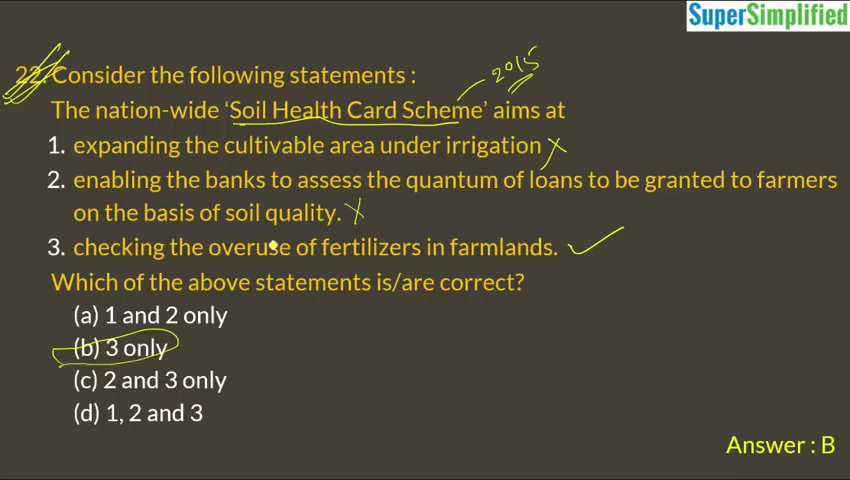 SuperSimplified
2015
22. Consider the following statements :
The nation-wide ‘Soil Health Card Scheme’ aims at
1. expanding the cultivable area under irrigation
2. enabling the banks to assess the quantum of loans to be granted to farmers
on the basis of soil quality.
3. checking the overuse of fertilizers in farmlands.
Which of the above statements is/are correct?
(a) 1 and 2 only
(b) 3 only
(c) 2 and 3 only
(d) 1, 2 and 3
Answer : B